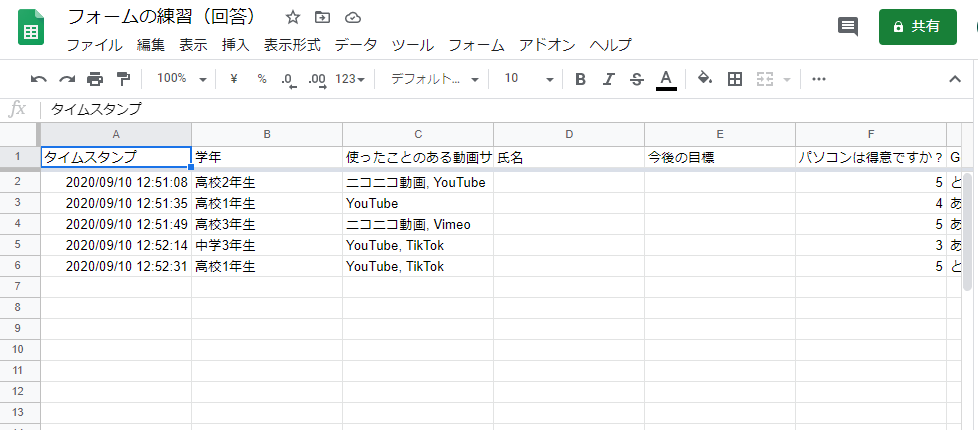 フォームの練習（回答）
ファイル 編集 表示 挿入 表示形式 データ ツール フォーム アドオン ヘルプ
共有
100% ¥ % .0 .00 123 デフォルト... 10 B I S A
fx タイムスタンプ
A B C D E F
1 タイムスタンプ 学年 使ったことのある動画サ 氏名 今後の目標 パソコンは得意ですか？ G
2 2020/09/10 12:51:08 高校2年生 ニコニコ動画, YouTube 5 と
3 2020/09/10 12:51:35 高校1年生 YouTube 4 あ
4 2020/09/10 12:51:49 高校3年生 ニコニコ動画, Vimeo 5 あ
5 2020/09/10 12:52:14 中学3年生 YouTube, TikTok 3 あ
6 2020/09/10 12:52:31 高校1年生 YouTube, TikTok 5 と
7
8
9
10
11
12
13